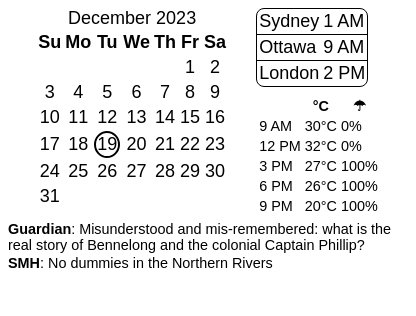 December 2023
Su Mo Tu We Th Fr Sa
1 2
3 4 5 6 7 8 9
10 11 12 13 14 15 16
17 18 19 20 21 22 23
24 25 26 27 28 29 30
31
Sydney 1 AM
Ottawa 9 AM
London 2 PM
°C ☂
9 AM 30°C 0%
12 PM 32°C 0%
3 PM 27°C 100%
6 PM 26°C 100%
9 PM 20°C 100%
Guardian: Misunderstood and mis-remembered: what is the
real story of Bennelong and the colonial Captain Phillip?
SMH: No dummies in the Northern Rivers